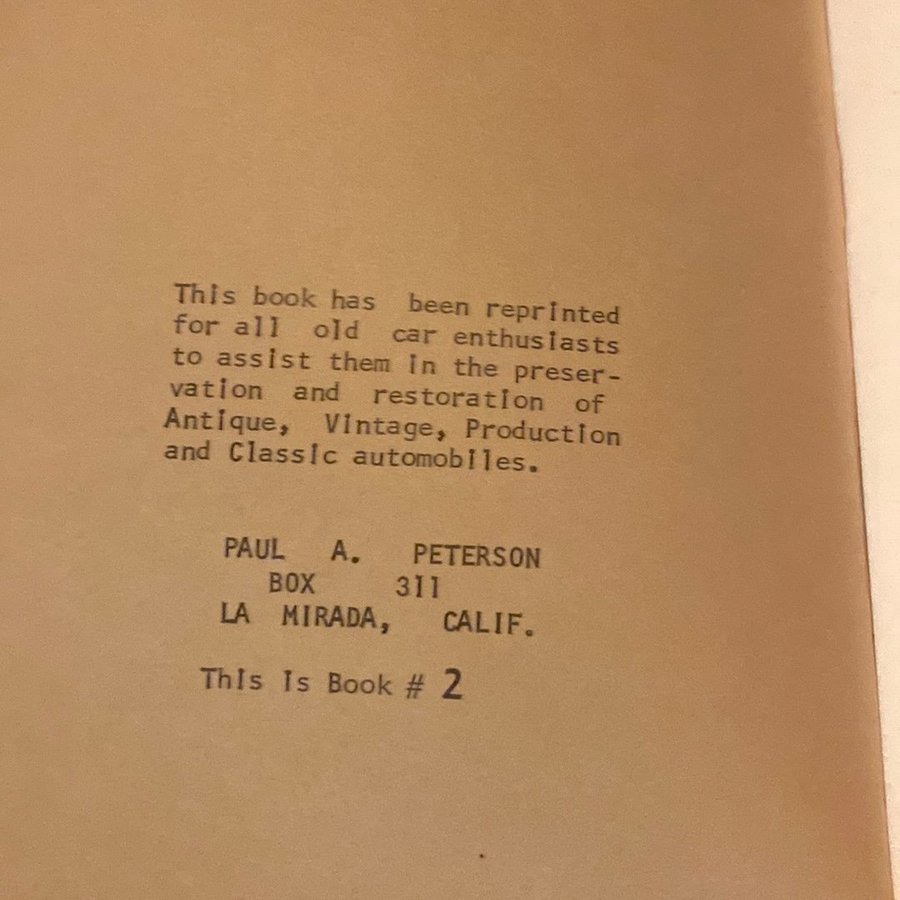 This book has been reprinted
for all old car enthusiasts
to assist them in the preser-
vation and restoration of
Antique, Vintage, Production
and Classic automobiles.
PAUL A. PETERSON
BOX 311
LA MIRADA, CALIF.
This is Book # 2